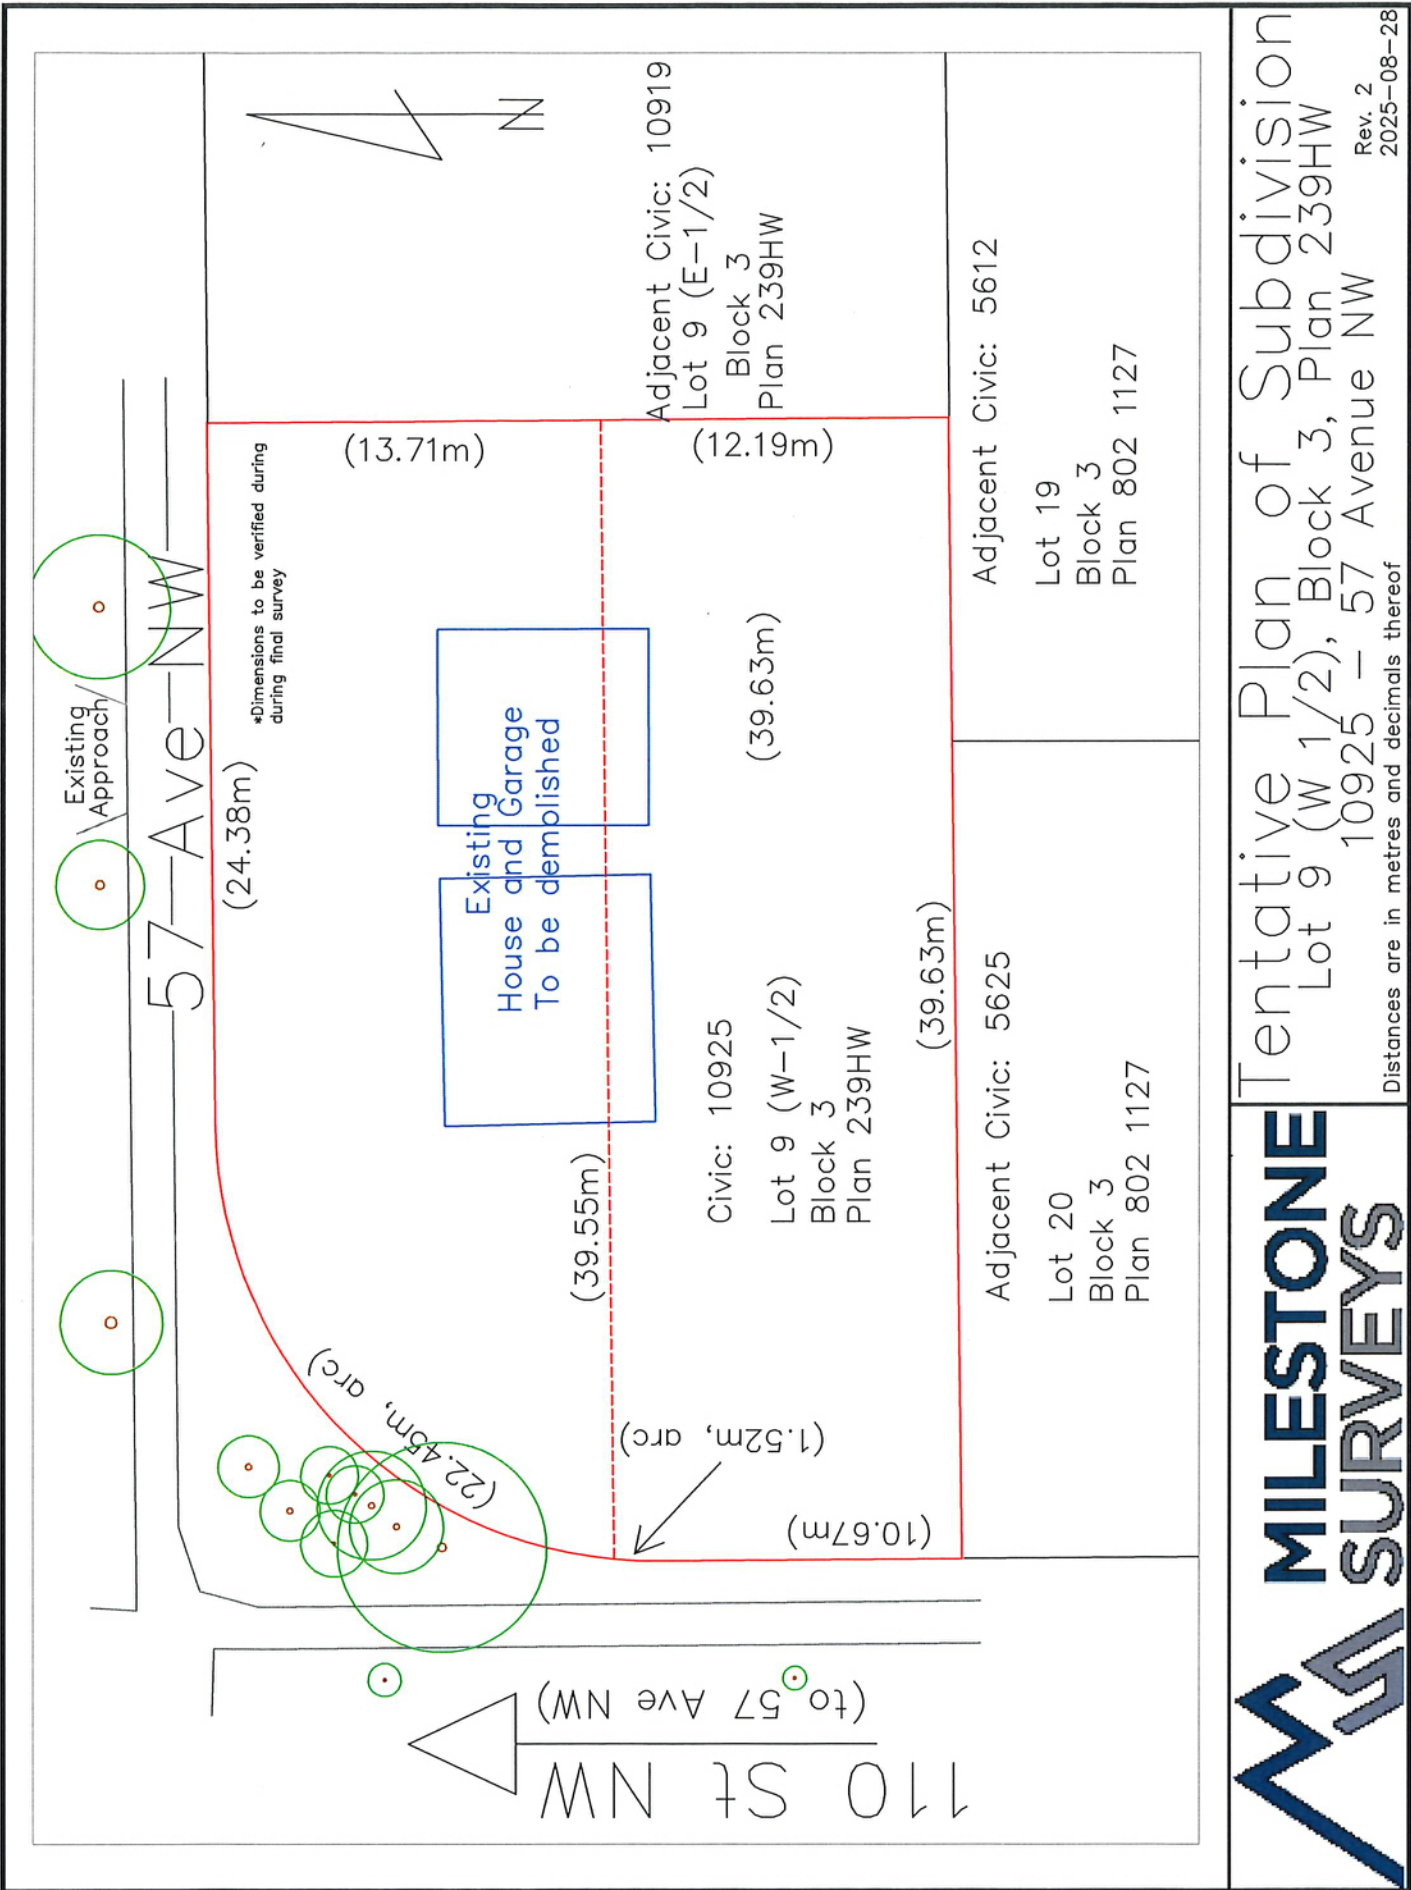 57 Ave NW
Existing
Approach
(24.38m)
*Dimensions to be verified during
during final survey
N
(13.71m)
(12.19m)
Adjacent Civic: 10919
Lot 9 (E-1/2)
Block 3
Plan 239HW
Existing
House and Garage
To be demolished
(22.45m, arc)
(39.55m)
(1.52m, arc)
(10.67m)
Civic: 10925
Lot 9 (W-1/2)
Block 3
Plan 239HW
(39.63m)
(39.63m)
Adjacent Civic: 5625
Lot 20
Block 3
Plan 802 1127
Adjacent Civic: 5612
Lot 19
Block 3
Plan 802 1127
110 St NW
(to 57 Ave NW)
MILESTONE
SURVEYS
Tentative Plan of Subdivision
Lot 9 (W 1/2), Block 3, Plan 239HW
10925 - 57 Avenue NW
Distances are in metres and decimals thereof
Rev. 2
2025-08-28